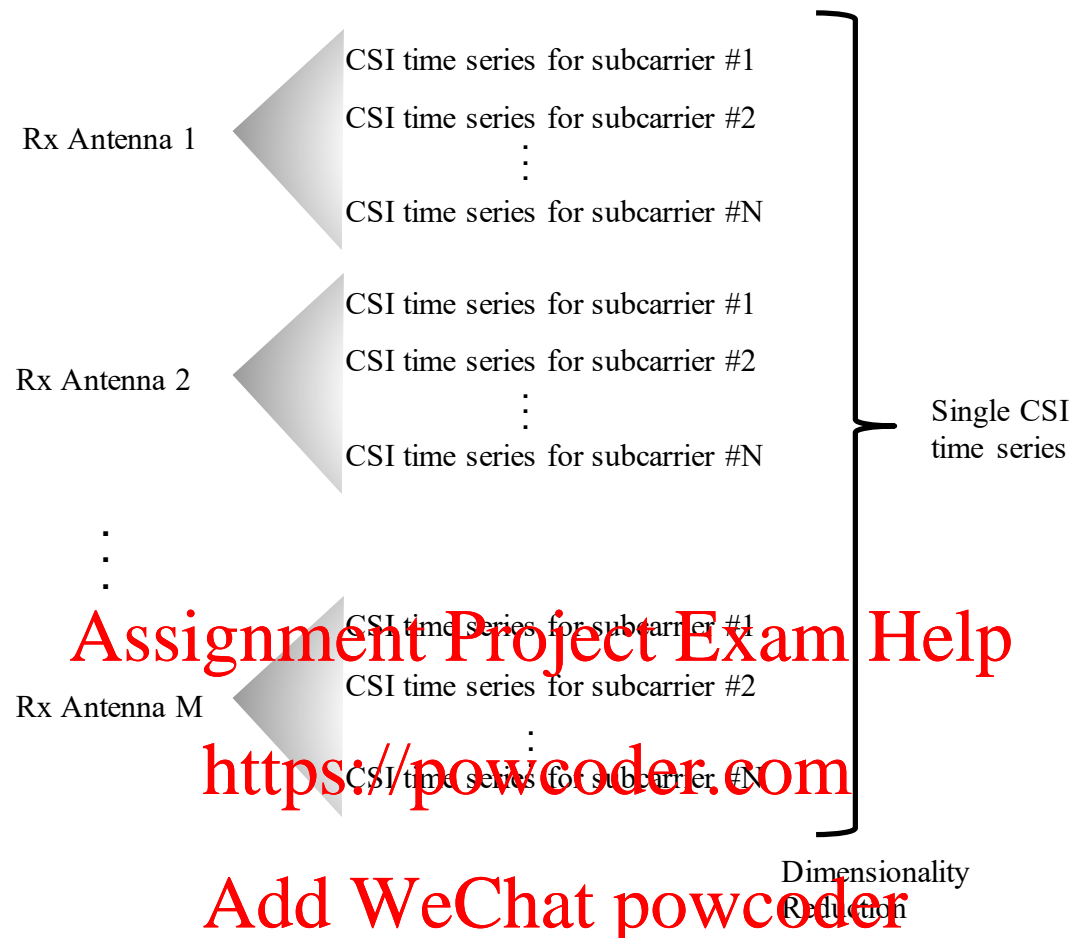 CSI time series for subcarrier #1
CSI time series for subcarrier #2
Rx Antenna 1
CSI time series for subcarrier #N
CSI time series for subcarrier #1
CSI time series for subcarrier #2
Rx Antenna 2
CSI time series for subcarrier #N
Single CSI
time series
CSI time series for subcarrier #1
Assignment Project Exam Help
CSI time series for subcarrier #2
Rx Antenna M
CSI time series for subcarrier #N
https://powcoder.com
Dimensionality
Reduction
Add WeChat powcoder